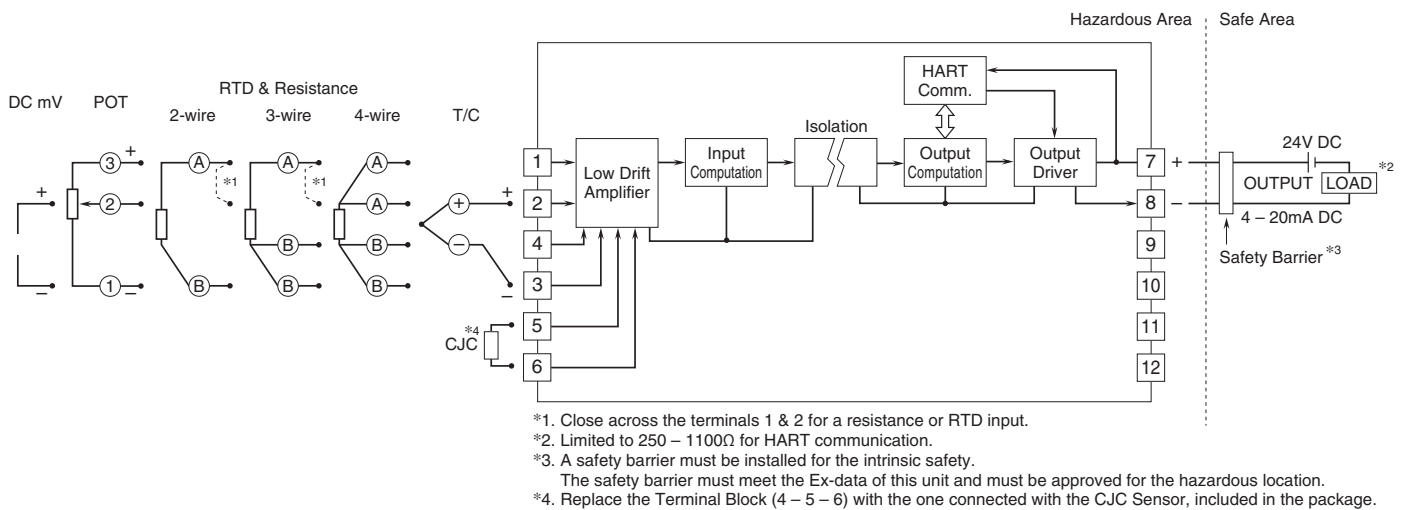 Hazardous Area
Safe Area
RTD & Resistance
DC mV
POT
2-wire
3-wire
4-wire
T/C
HART
Comm.
Isolation
Low Drift
Amplifier
Input
Computation
Output
Computation
Output
Driver
24V DC
*2
OUTPUT
LOAD
4 – 20mA DC
Safety Barrier *3
+
–
3
+
2
1
–
A
*1
B
A
*1
B
B
A
A
B
B
+
–
+
–
*4
CJC
1
2
4
3
5
6
7
+
8
–
9
10
11
12
*1. Close across the terminals 1 & 2 for a resistance or RTD input.
*2. Limited to 250 – 1100Ω for HART communication.
*3. A safety barrier must be installed for the intrinsic safety.
The safety barrier must meet the Ex-data of this unit and must be approved for the hazardous location.
*4. Replace the Terminal Block (4 – 5 – 6) with the one connected with the CJC Sensor, included in the package.